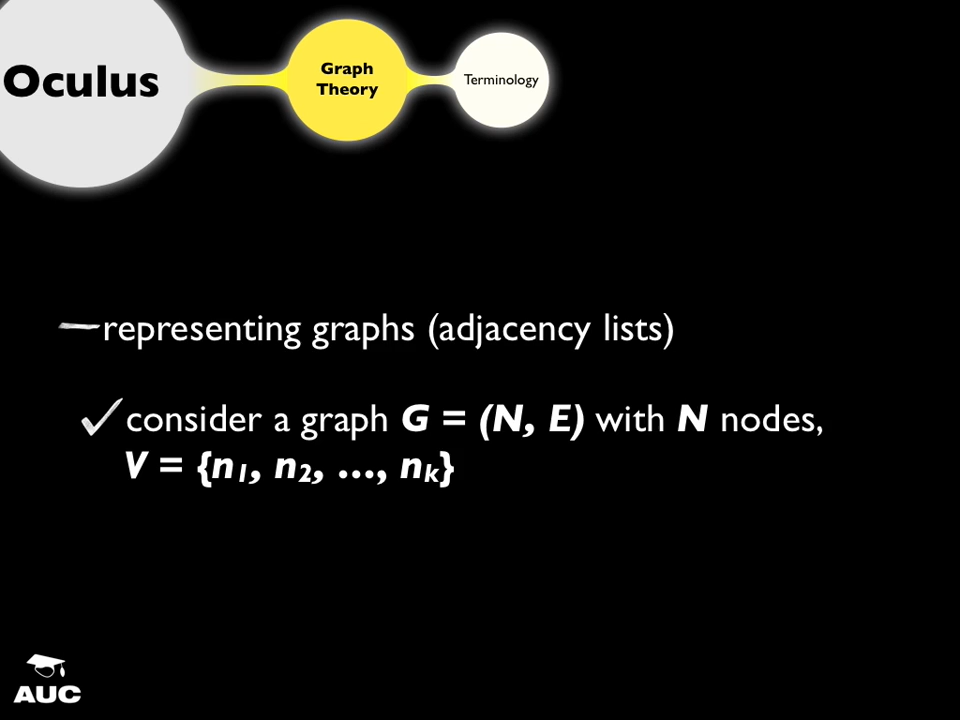 Oculus
Graph
Theory
Terminology
representing graphs (adjacency lists)
consider a graph G = (N, E) with N nodes,
V = {n₁, n₂, ..., nₖ}
AUC